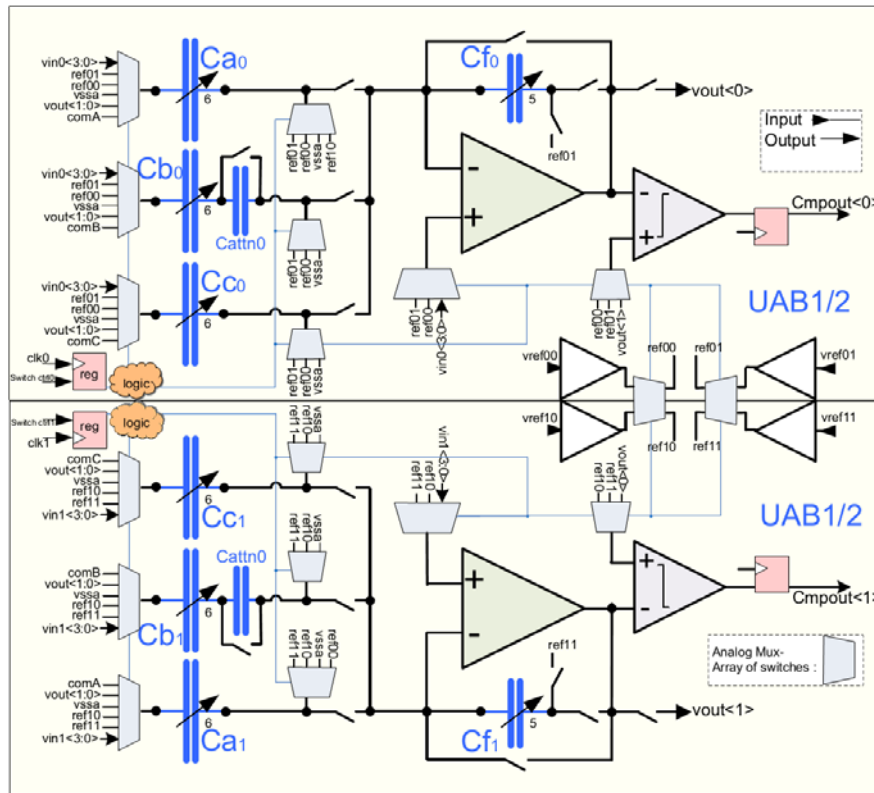 vin0<3:0>
ref01
ref00
vssa
vout<1:0>
comA
Ca0
6
ref01
ref00
vssa
ref10
Cf0
5
ref01
vout<0>
Input
Output
vin0<3:0>
ref01
ref00
vssa
vout<1:0>
comB
Cb0
6
Cattn0
ref01
ref00
vssa
-
+
-
+
Cmpout<0>
vin0<3:0>
ref01
ref00
vssa
vout<1:0>
comC
Cc0
6
ref01
ref00
vssa
ref01
ref00
vin0<3:0>
ref00
ref01
vout<1>
UAB1/2
clk0
reg
logic
vref00
ref00
ref01
vref01
reg
clk1
logic
vref10
ref10
ref11
vref11
comC
vout<1:0>
vssa
ref10
ref11
vin1<3:0>
Cc1
6
ref11
ref10
vssa
ref11
ref10
vin1<3:0>
ref10
ref11
vout<0>
UAB1/2
comB
vout<1:0>
vssa
ref10
ref11
vin1<3:0>
Cb1
6
Cattn0
ref11
ref10
vssa
+
-
+
-
Cmpout<1>
comA
vout<1:0>
vssa
ref10
ref11
vin1<3:0>
Ca1
6
ref11
ref10
vssa
ref00
Cf1
5
ref11
vout<1>
Analog Mux-
Array of switches :